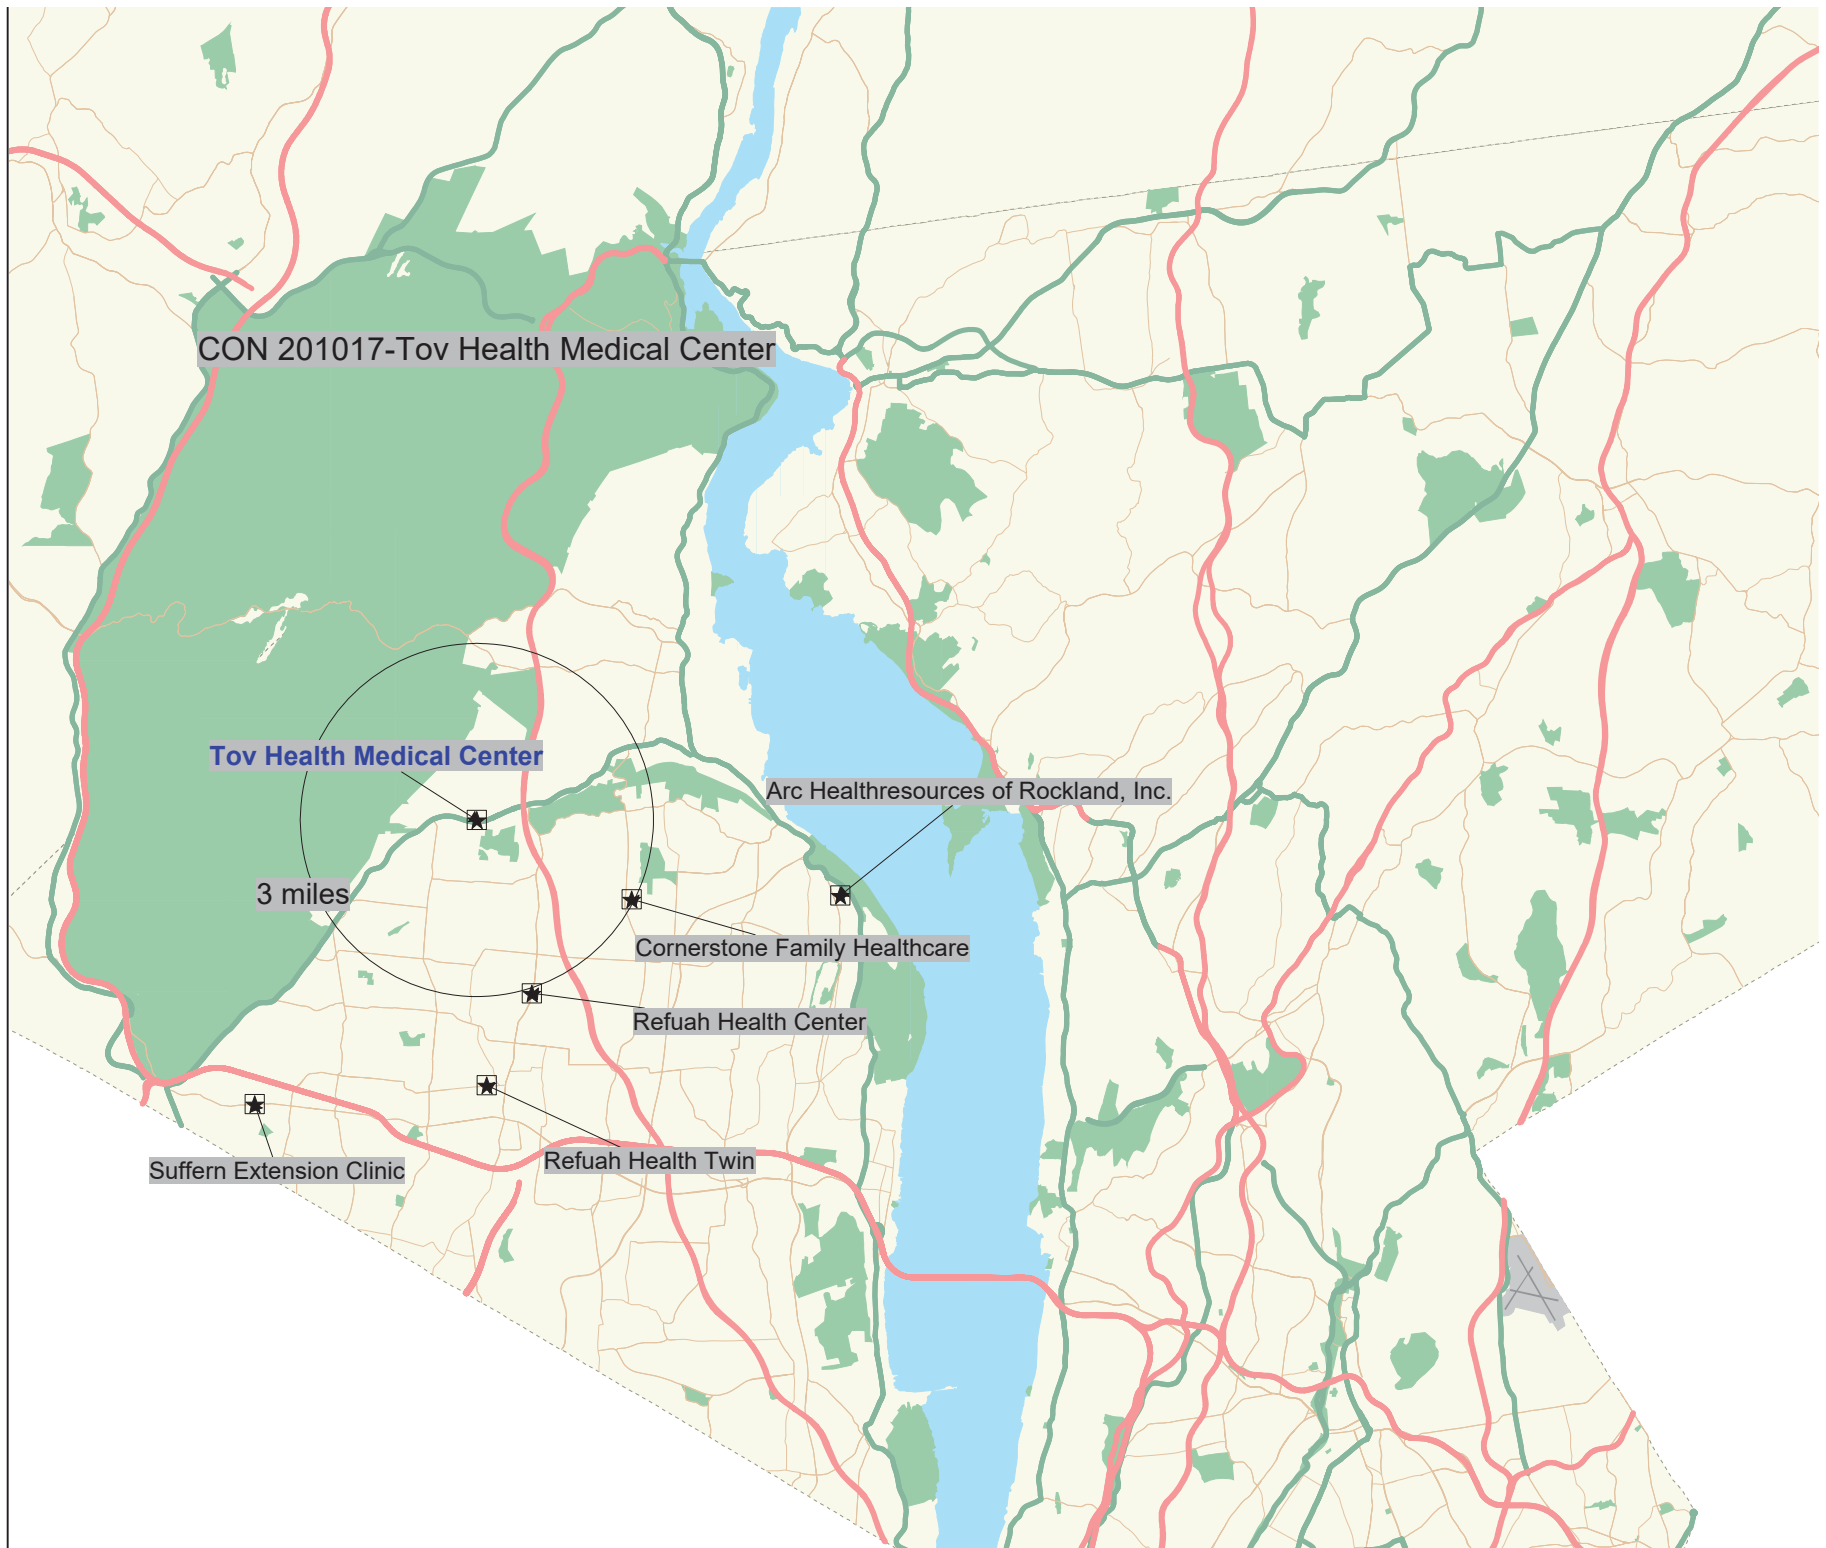 CON 201017-Tov Health Medical Center
Tov Health Medical Center
Arc Healthresources of Rockland, Inc.
3 miles
Cornerstone Family Healthcare
Refuah Health Center
Refuah Health Twin
Suffern Extension Clinic